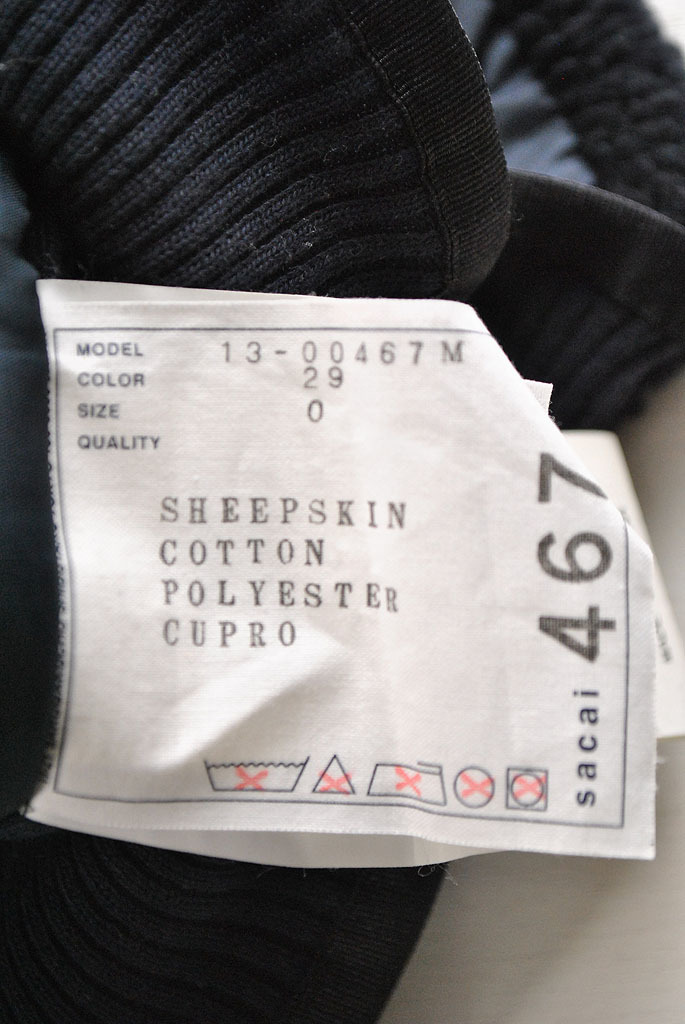 MODEL 13-00467M
COLOR 29
SIZE 0
QUALITY
SHEEPSKIN
COTTON
POLYESTER
CUPRO
sacai 467